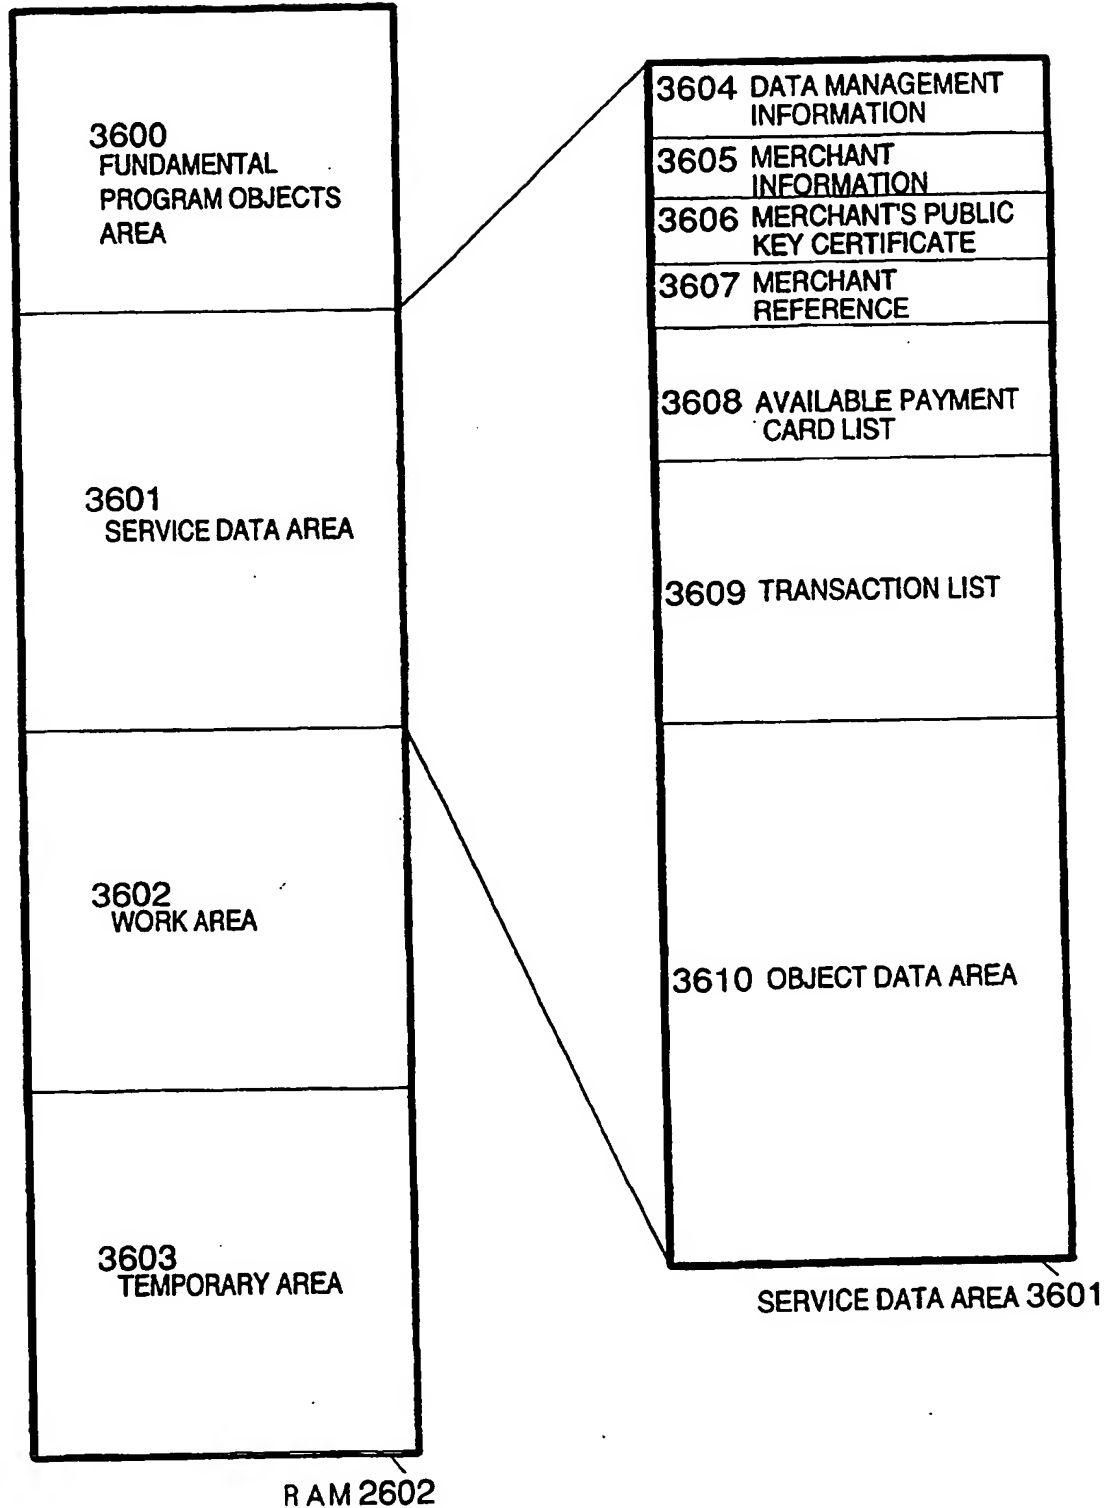 3600
FUNDAMENTAL
PROGRAM OBJECTS
AREA
3601
SERVICE DATA AREA
3602
WORK AREA
3603
TEMPORARY AREA
RAM 2602
3604 DATA MANAGEMENT
INFORMATION
3605 MERCHANT
INFORMATION
3606 MERCHANT'S PUBLIC
KEY CERTIFICATE
3607 MERCHANT
REFERENCE
3608 AVAILABLE PAYMENT
CARD LIST
3609 TRANSACTION LIST
3610 OBJECT DATA AREA
SERVICE DATA AREA 3601